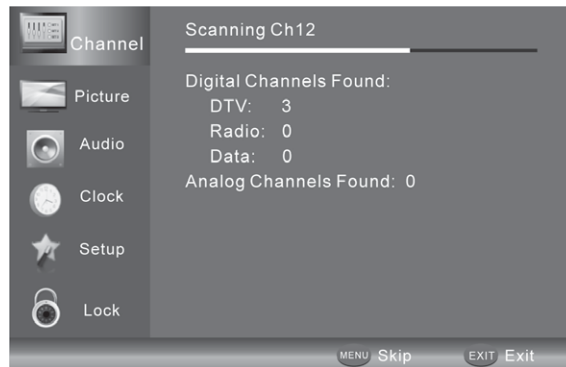 Channel
Picture
Audio
Clock
Setup
Lock
Scanning Ch12
Digital Channels Found:
DTV: 3
Radio: 0
Data: 0
Analog Channels Found: 0
MENU Skip
EXIT Exit